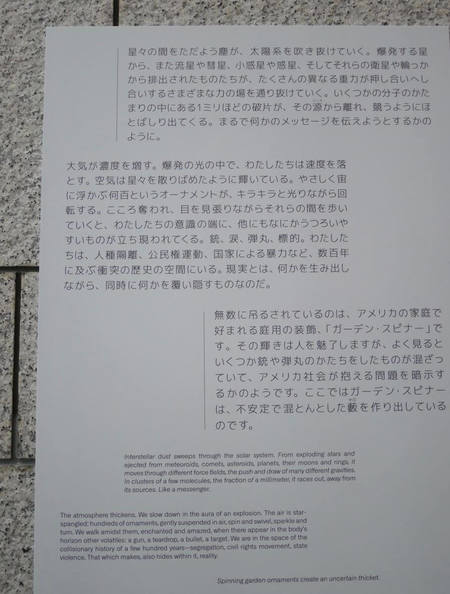 星々の間をただよう塵が、太陽系を吹き抜けていく。爆発する星
から、また流星や彗星、小惑星や惑星、そしてそれらの衛星や輪っか
から排出されたものたちが、たくさんの異なる重力が押し合いへし
合いするさまざまな力の場を通り抜けていく。いくつかの分子のかた
まりの中にある1ミリほどの破片が、その源から離れ、競うようにほ
とばしり出てくる。まるで何かのメッセージを伝えようとするかの
ように。
大気が濃度を増す。爆発の光の中で、わたしたちは速度を落
とす。空気は星々を散りばめたように輝いている。やさしく宙
に浮かぶ何百というオーナメントが、キラキラと光りながら回
転する。こころ奪われ、目を見張りながらそれらの間を歩い
ていくと、わたしたちの意識の端に、他にもなにかうつろいや
すいものが立ち現われてくる。銃、涙、弾丸、標的。わたした
ちは、人種隔離、公民権運動、国家による暴力など、数百年
に及ぶ衝突の歴史の空間にいる。現実とは、何かを生み出し
ながら、同時に何かを覆い隠すものなのだ。
無数に吊るされているのは、アメリカの家庭で
好まれる庭用の装飾、「ガーデン・スピナー」で
す。その輝きは人を魅了しますが、よく見ると
いくつか銃や弾丸のかたちをしたものが混ざっ
ていて、アメリカ社会が抱える問題を暗示す
るかのようです。ここではガーデン・スピナー
は、不安定で混とんとした藪を作り出している
のです。
Interstellar dust sweeps through the solar system. From exploding stars and
ejected from meteoroids, comets, asteroids, planets, their moons and rings, it
moves through different force fields, the push and draw of many different gravities.
In clusters of a few molecules, the fraction of a millimeter, it races out, away from
its sources. Like a messenger.
The atmosphere thickens. We slow down in the aura of an explosion. The air is star-
spangled; hundreds of ornaments, gently suspended in air, spin and swivel, sparkle and
turn. We walk amidst them, enchanted and amazed, when there appear in the body's
horizon other volatiles: a gun, a teardrop, a bullet, a target. We are in the space of the
collisionary history of a few hundred years—segregation, civil rights movement, state
violence. That which makes, also hides within it, reality.
Spinning garden ornaments create an uncertain thicket.